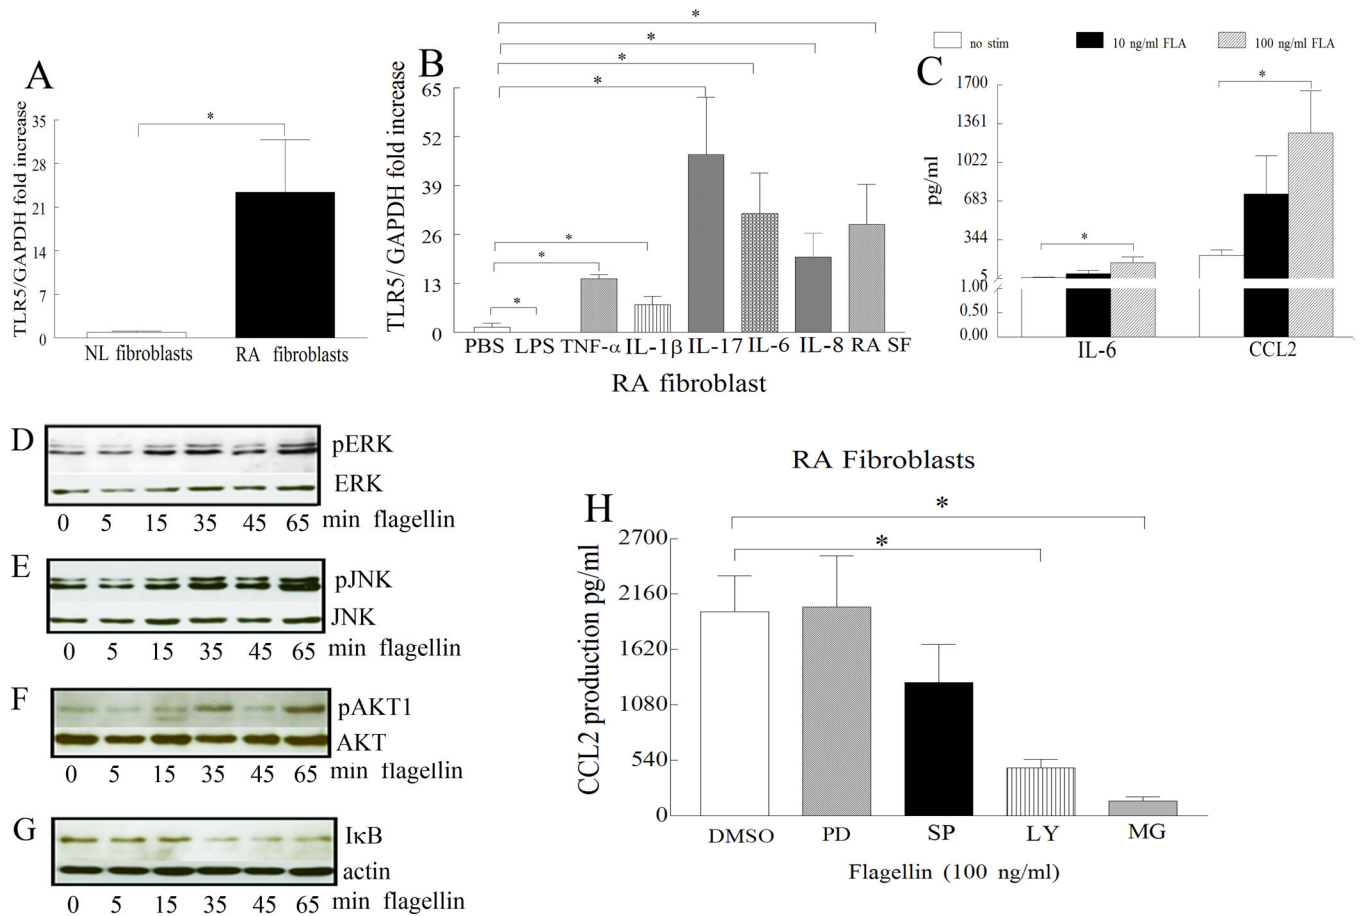 A
TLR5/GAPDH fold increase
35
28
21
14
7
0
*
NL fibroblasts
RA fibroblasts
B
TLR5/ GAPDH fold increase
65
52
39
26
13
0
*
*
*
*
*
*
*
PBS LPS TNF-α IL-1β IL-17 IL-6 IL-8 RA SF
RA fibroblast
no stim
10 ng/ml FLA
100 ng/ml FLA
C
pg/ml
1700
1361
1022
683
344
5
1.00
0.50
0.00
*
*
IL-6
CCL2
D
pERK
ERK
0 5 15 35 45 65 min flagellin
E
pJNK
JNK
0 5 15 35 45 65 min flagellin
F
pAKT1
AKT
0 5 15 35 45 65 min flagellin
G
IκB
actin
0 5 15 35 45 65 min flagellin
RA Fibroblasts
H
CCL2 production pg/ml
2700
2160
1620
1080
540
0
*
*
DMSO PD SP LY MG
Flagellin (100 ng/ml)